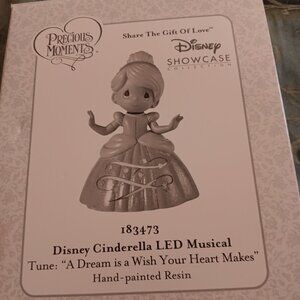 PRECIOUS
MOMENTS
Share The Gift Of Love™
Disney
SHOWCASE
COLLECTION
183473
Disney Cinderella LED Musical
Tune: “A Dream is a Wish Your Heart Makes”
Hand-painted Resin